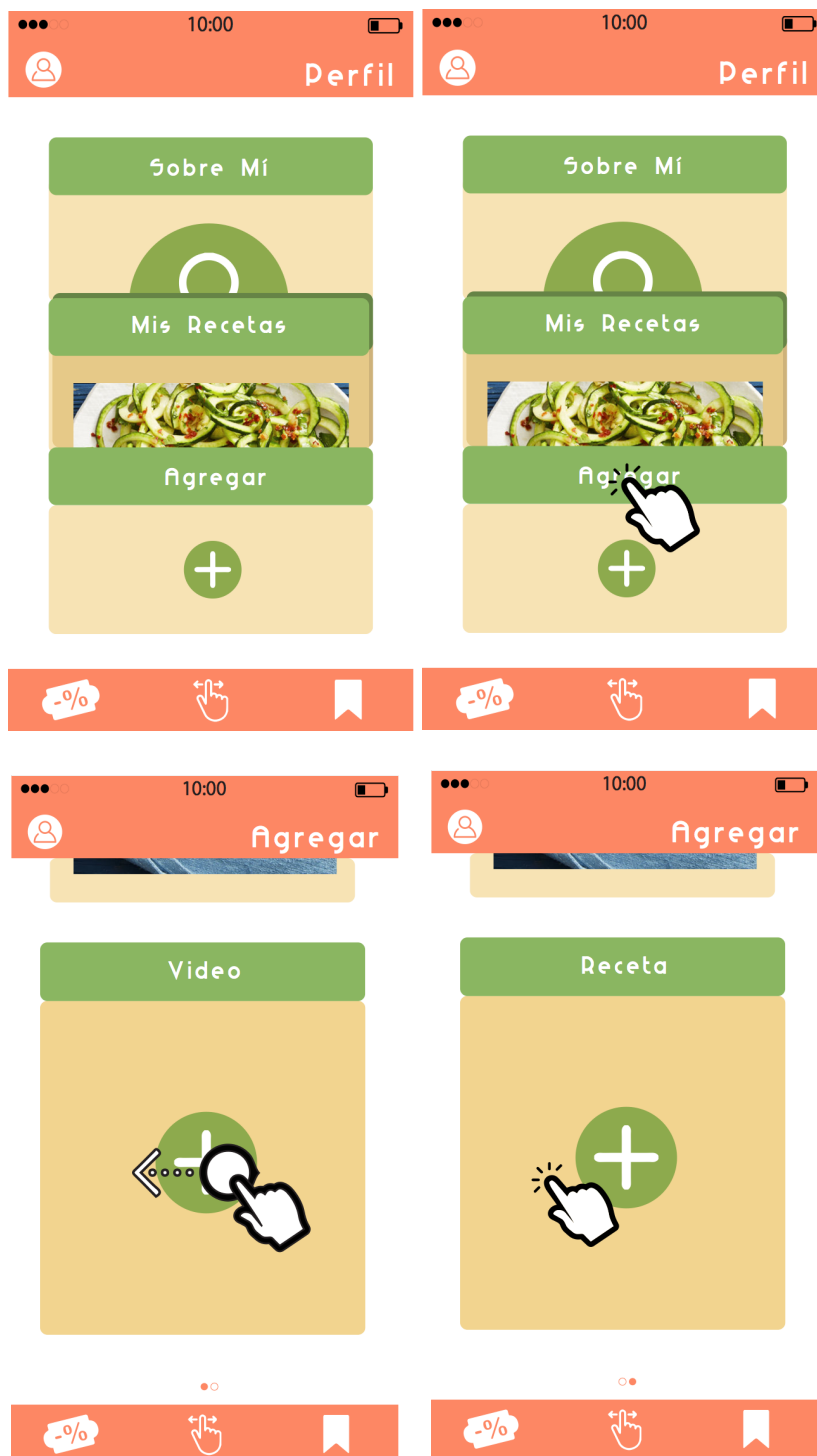 10:00
Perfil
Sobre Mí
Mis Recetas
Agregar
-%
10:00
Perfil
Sobre Mí
Mis Recetas
Agregar
-%
10:00
Agregar
Video
-%
10:00
Agregar
Receta
-%